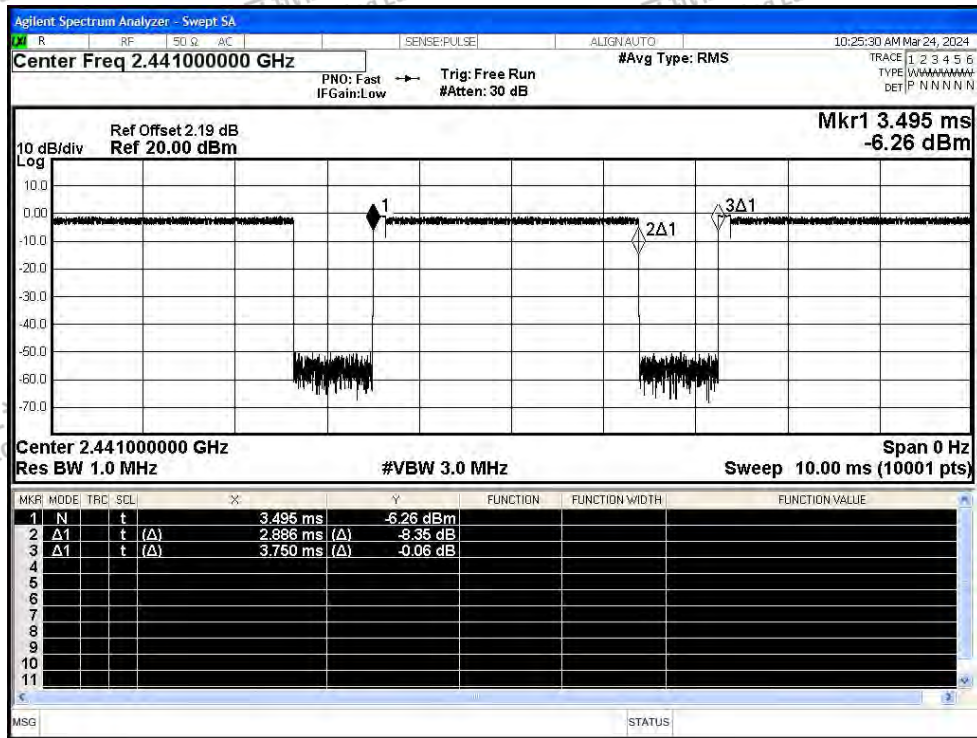 Agilent Spectrum Analyzer - Swept SA
LXI R RF 50 Ω AC SENSE:PULSE ALIGN AUTO 10:25:30 AM Mar 24, 2024
Center Freq 2.441000000 GHz #Avg Type: RMS TRACE 1 2 3 4 5 6
PNO: Fast Trig: Free Run TYPE
IFGain:Low #Atten: 30 dB DET P N N N N N
Mkr1 3.495 ms
-6.26 dBm
Ref Offset 2.19 dB
10 dB/div Ref 20.00 dBm
Log
10.0
0.00
-10.0
-20.0
-30.0
-40.0
-50.0
-60.0
-70.0
1
2Δ1
3Δ1
Center 2.441000000 GHz Span 0 Hz
Res BW 1.0 MHz #VBW 3.0 MHz Sweep 10.00 ms (10001 pts)
MKR MODE TRC SCL X Y FUNCTION FUNCTION WIDTH FUNCTION VALUE
1 N t 3.495 ms -6.26 dBm
2 Δ1 t (Δ) 2.886 ms (Δ) -8.35 dB
3 Δ1 t (Δ) 3.750 ms (Δ) -0.06 dB
4
5
6
7
8
9
10
11
MSG STATUS